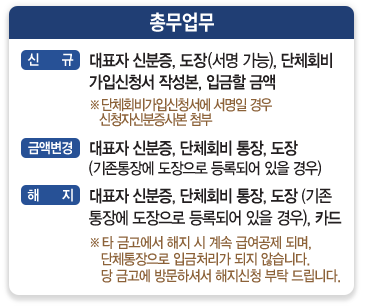 총무업무
신 규 대표자 신분증, 도장(서명 가능), 단체회비
가입신청서 작성본, 입금할 금액
※단체회비가입신청서에 서명일 경우
신청자신분증사본 첨부
금액변경 대표자 신분증, 단체회비 통장, 도장
(기존통장에 도장으로 등록되어 있을 경우)
해 지 대표자 신분증, 단체회비 통장, 도장 (기존
통장에 도장으로 등록되어 있을 경우), 카드
※타 금고에서 해지 시 계속 급여공제 되며,
단체통장으로 입금처리가 되지 않습니다.
당 금고에 방문하셔서 해지신청 부탁 드립니다.